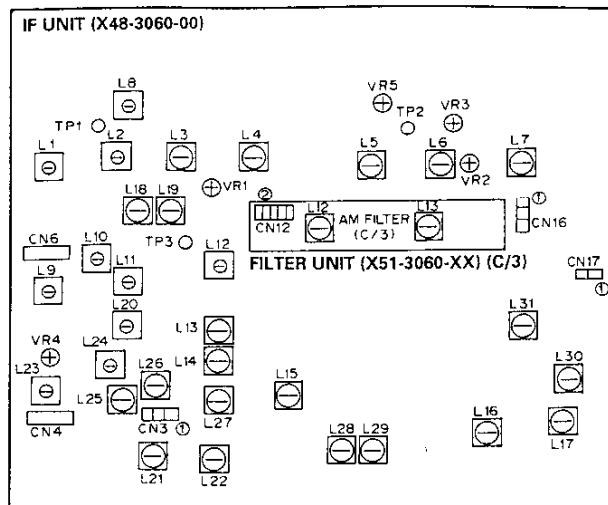 IF UNIT (X48-3060-00)
L8
VR5
TP1
TP2
VR3
L1
L2
L3
L4
L5
L6
L7
VR2
VR1
L18 L19
②
CN12
L12
AM FILTER
(C/3)
L13
①
CN16
CN6
L10
TP3
L12
FILTER UNIT (X51-3060-XX) (C/3)
CN17
①
L9
L11
L20
L13
L31
VR4
L24
L14
L23
L26
L15
L30
L25
CN4
CN3 ①
L27
L16
L17
L28 L29
L21
L22